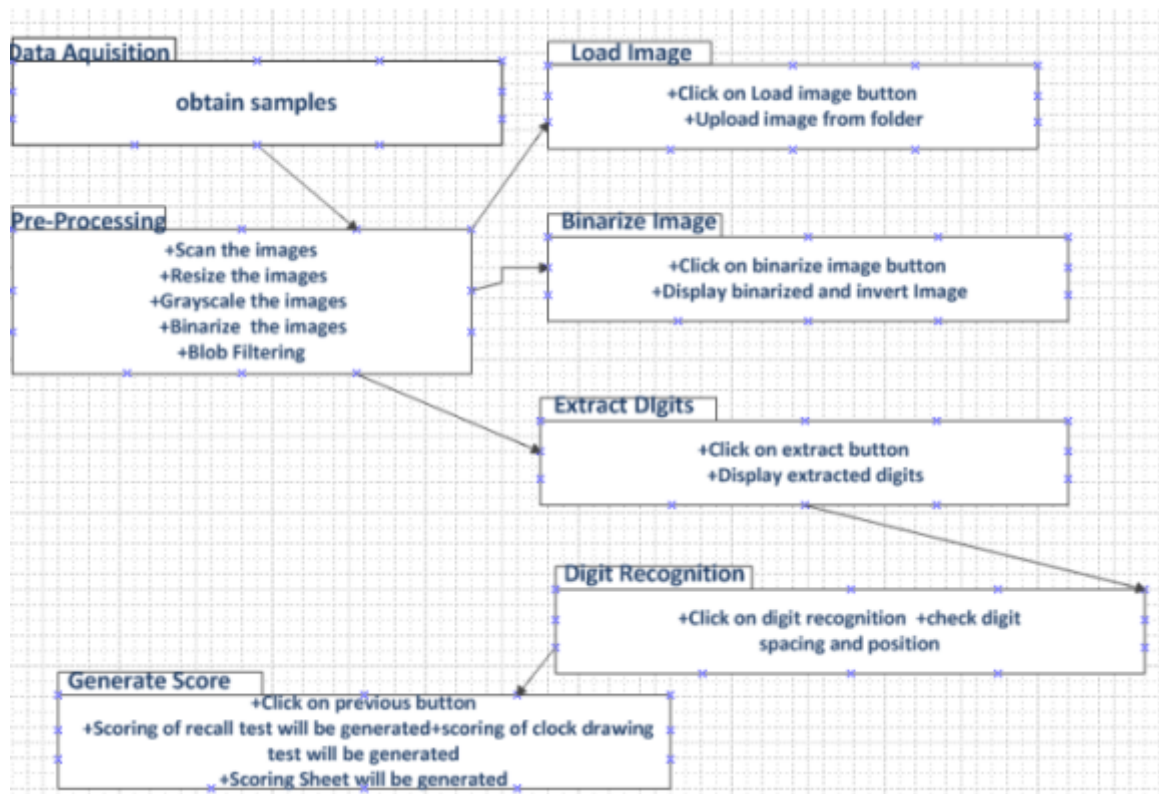 Data Aquisition
obtain samples
Load Image
+Click on Load image button
+Upload image from folder
Pre-Processing
+Scan the images
+Resize the images
+Grayscale the images
+Binarize the images
+Blob Filtering
Binarize Image
+Click on binarize image button
+Display binarized and invert Image
Extract DIgits
+Click on extract button
+Display extracted digits
Digit Recognition
+Click on digit recognition +check digit
spacing and position
Generate Score
+Click on previous button
+Scoring of recall test will be generated+scoring of clock drawing
test will be generated
+Scoring Sheet will be generated